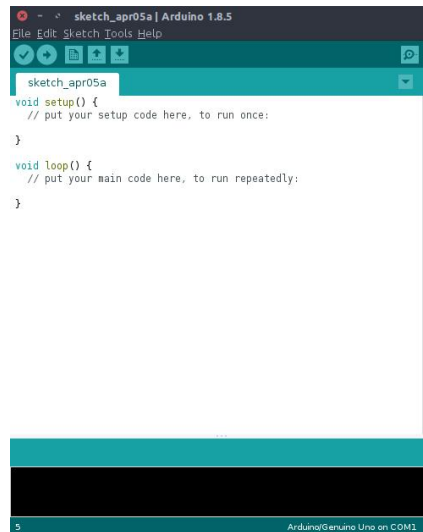 sketch_apr05a | Arduino 1.8.5
File Edit Sketch Tools Help
sketch_apr05a
void setup() {
  // put your setup code here, to run once:
}
void loop() {
  // put your main code here, to run repeatedly:
}
5
Arduino/Genuino Uno on COM1